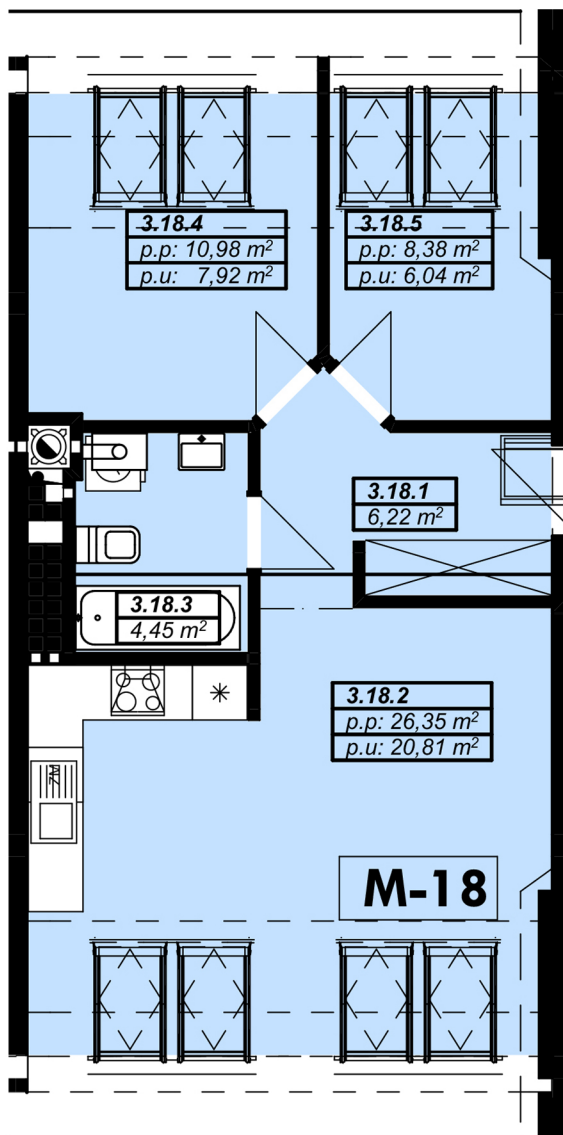 3.18.4
p.p: 10,98 m²
p.u: 7,92 m²
3.18.5
p.p: 8,38 m²
p.u: 6,04 m²
3.18.1
6,22 m²
3.18.3
4,45 m²
3.18.2
p.p: 26,35 m²
p.u: 20,81 m²
M-18